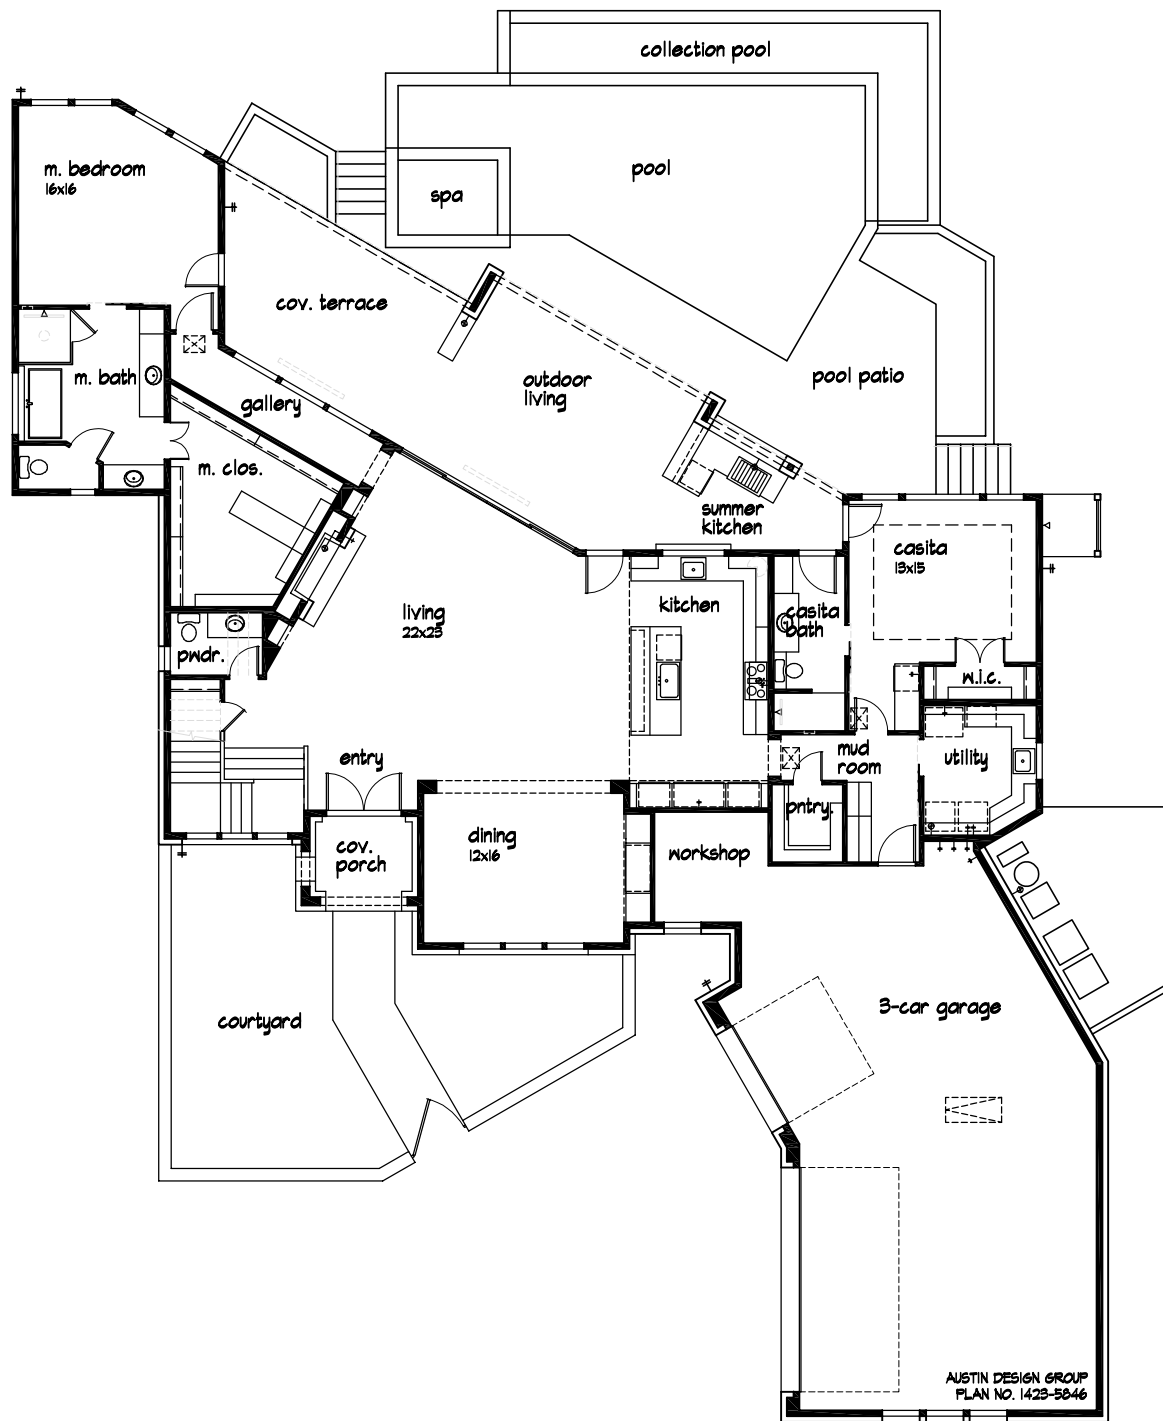 collection pool
m. bedroom
16x16
pool
spa
cov. terrace
m. bath
outdoor
living
pool patio
gallery
m. clos.
summer
kitchen
casita
13x15
living
22x23
kitchen
casita
bath
pwdr.
w.i.c.
entry
mud
room
utility
pntry.
dining
12x16
cov.
porch
workshop
courtyard
3-car garage
AUSTIN DESIGN GROUP
PLAN NO. 1423-5846